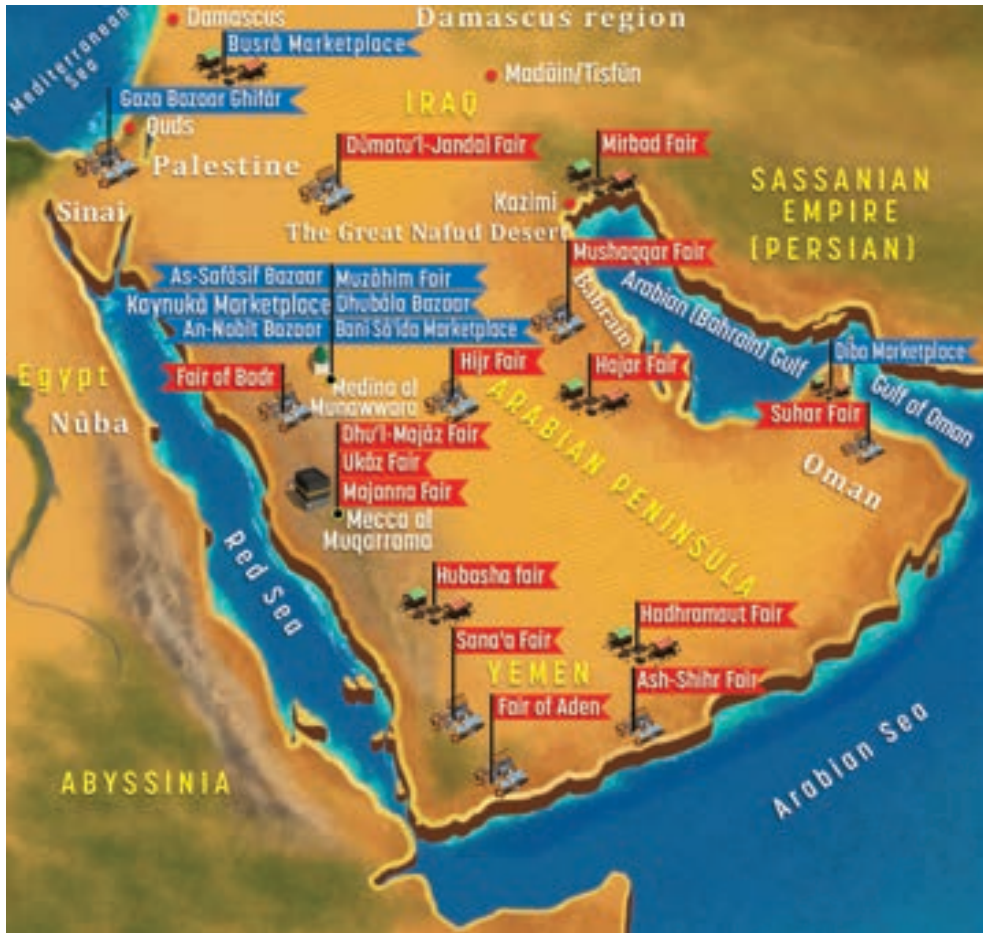 Damascus region
Damascus
Mediterranean
Sea
Busrâ Marketplace
Madâin/Tisfûn
IRAQ
Gaza Bazaar Ghifâr
Quds
Palestine
Dûmatu'l-Jandal Fair
Mirbad Fair
SASSANIAN
EMPIRE
(PERSIAN)
Sinai
Kazimi
The Great Nafud Desert
Mushaqqar Fair
As-Safâsif Bazaar
Muzâhim Fair
Kaynukâ Marketplace
Dhubâla Bazaar
An-Nabît Bazaar
Bani Sâ'ida Marketplace
Bahrain
Arabian (Bahrain) Gulf
Diba Marketplace
Gulf of Oman
Egypt
Nûba
Fair of Badr
Medina al
Munawwara
Hijr Fair
Hajar Fair
Suhar Fair
Oman
ARABIAN PENINSULA
Dhu'l-Majâz Fair
Ukâz Fair
Majanna Fair
Mecca al
Muqarrama
Red Sea
Hubasha fair
Hadhramaut Fair
Sana'a Fair
YEMEN
Ash-Shihr Fair
Fair of Aden
ABYSSINIA
Arabian Sea